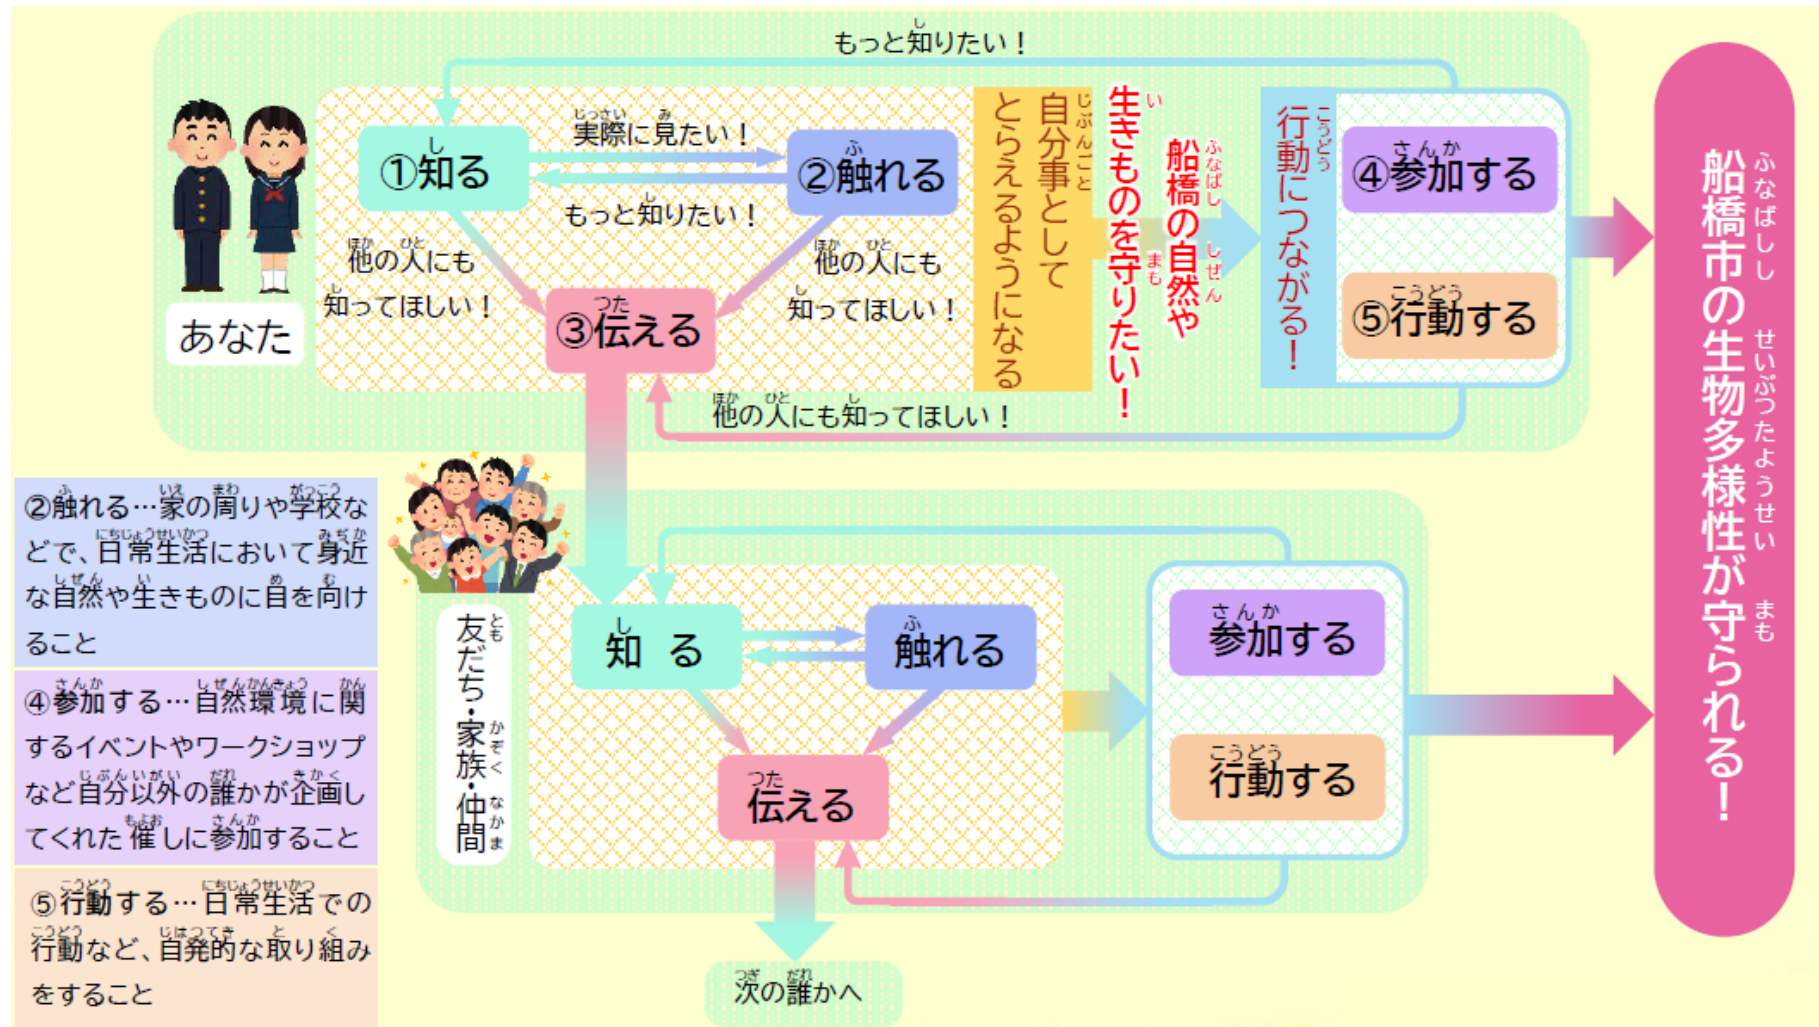 もっと知りたい！
①知る
実際に見たい！
もっと知りたい！
②触れる
他の人にも
知ってほしい！
他の人にも
知ってほしい！
③伝える
あなた
自分事として
とらえるようになる
船橋の自然や
生きものを守りたい！
行動につながる！
④参加する
⑤行動する
他の人にも知ってほしい！
船橋市の生物多様性が守られる！
②触れる…家の周りや学校な
どで、日常生活において身近
な自然や生きものに目を向け
ること
④参加する…自然環境に関
するイベントやワークショップ
など自分以外の誰かが企画し
てくれた催しに参加すること
⑤行動する…日常生活での
行動など、自発的な取り組み
をすること
友だち・家族・仲間
知る
触れる
伝える
参加する
行動する
次の誰かへ